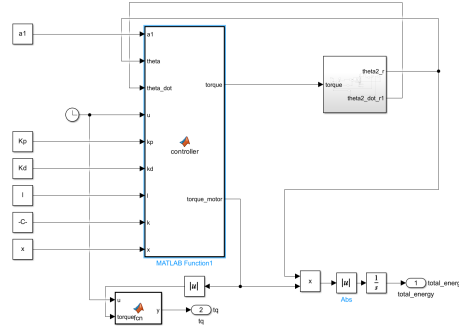 a1
a1
theta
theta_dot
torque
torque
theta2_r
theta2_dot_r1
u
Kp
kp
controller
Kd
kd
l
l
torque_motor
-C-
k
x
x
MATLAB Function1
|u|
x
|u|
1
s
1
total_energy
Abs
total_energy
u
torque
fcn
y
2
tq
tq